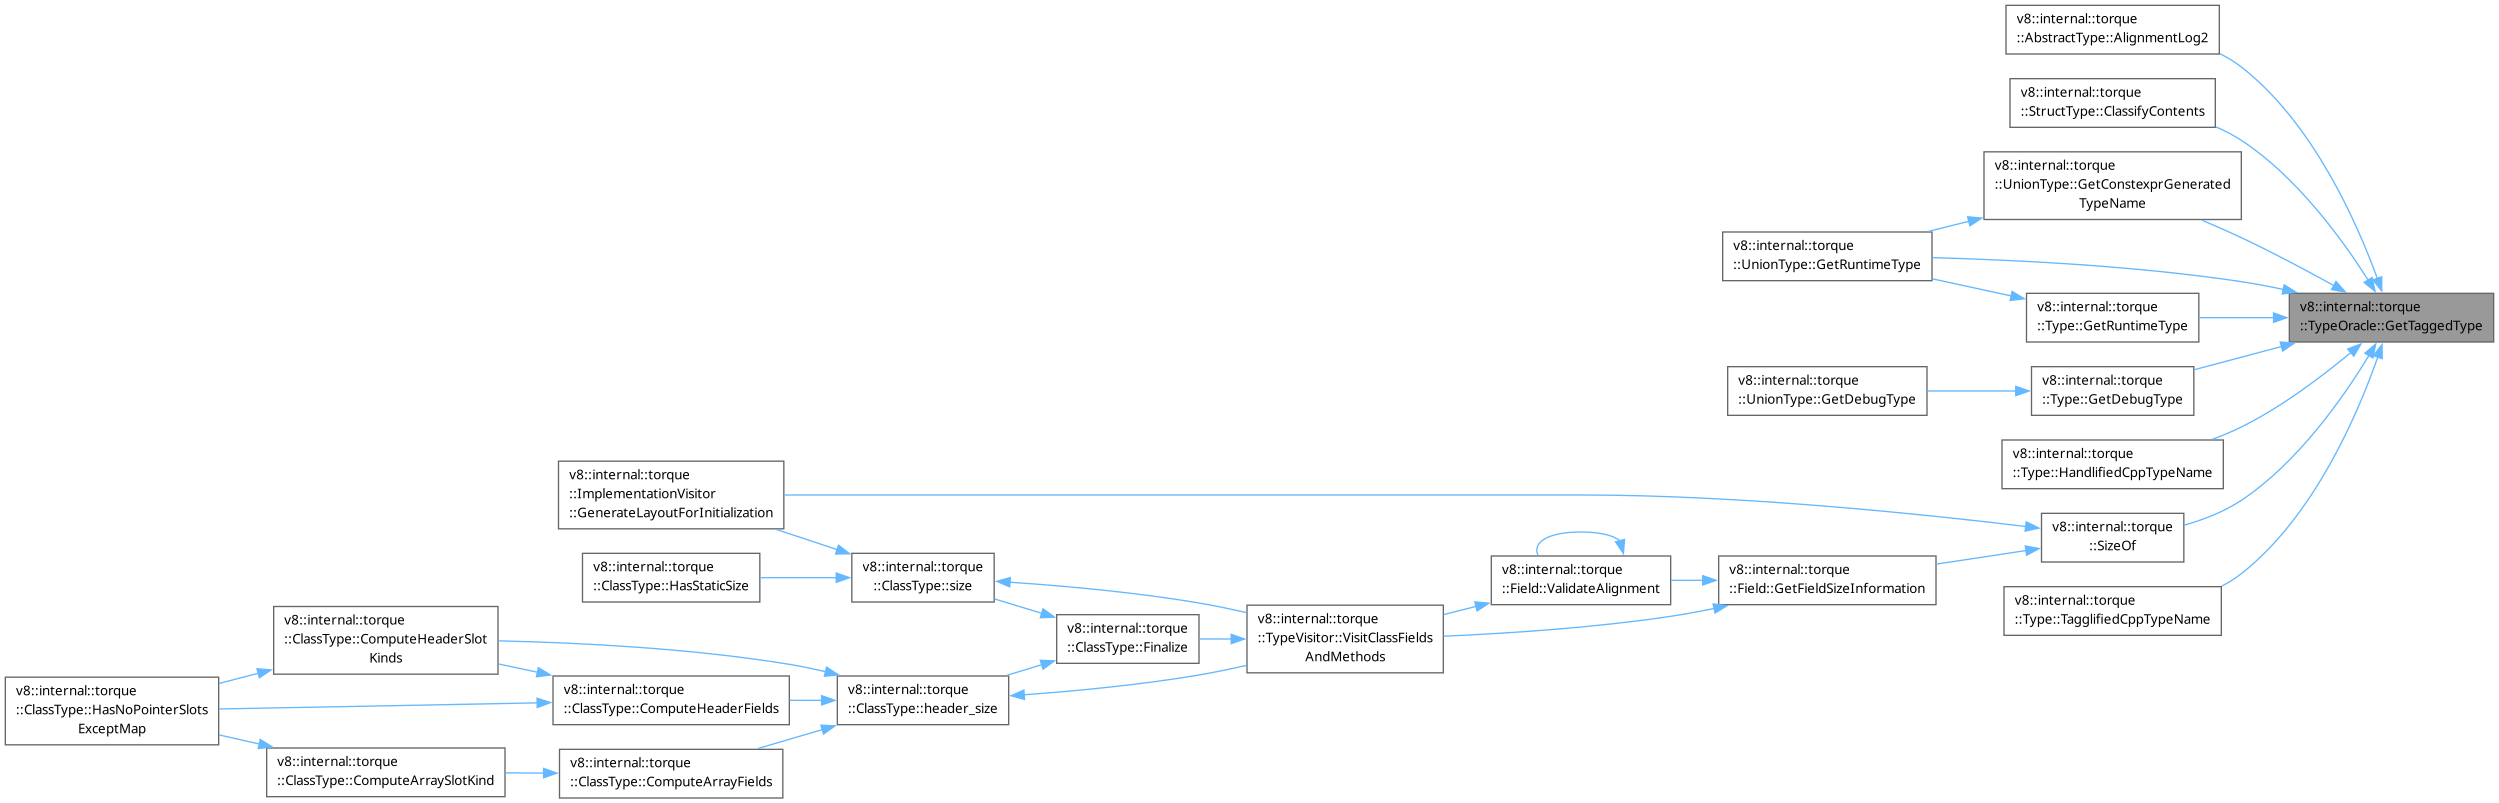 v8::internal::torque
::AbstractType::AlignmentLog2
v8::internal::torque
::StructType::ClassifyContents
v8::internal::torque
::UnionType::GetConstexprGenerated
TypeName
v8::internal::torque
::UnionType::GetRuntimeType
v8::internal::torque
::Type::GetRuntimeType
v8::internal::torque
::TypeOracle::GetTaggedType
v8::internal::torque
::UnionType::GetDebugType
v8::internal::torque
::Type::GetDebugType
v8::internal::torque
::Type::HandlifiedCppTypeName
v8::internal::torque
::ImplementationVisitor
::GenerateLayoutForInitialization
v8::internal::torque
::SizeOf
v8::internal::torque
::ClassType::HasStaticSize
v8::internal::torque
::ClassType::size
v8::internal::torque
::Field::ValidateAlignment
v8::internal::torque
::Field::GetFieldSizeInformation
v8::internal::torque
::Type::TagglifiedCppTypeName
v8::internal::torque
::ClassType::ComputeHeaderSlot
Kinds
v8::internal::torque
::ClassType::Finalize
v8::internal::torque
::TypeVisitor::VisitClassFields
AndMethods
v8::internal::torque
::ClassType::HasNoPointerSlots
ExceptMap
v8::internal::torque
::ClassType::ComputeHeaderFields
v8::internal::torque
::ClassType::header_size
v8::internal::torque
::ClassType::ComputeArraySlotKind
v8::internal::torque
::ClassType::ComputeArrayFields